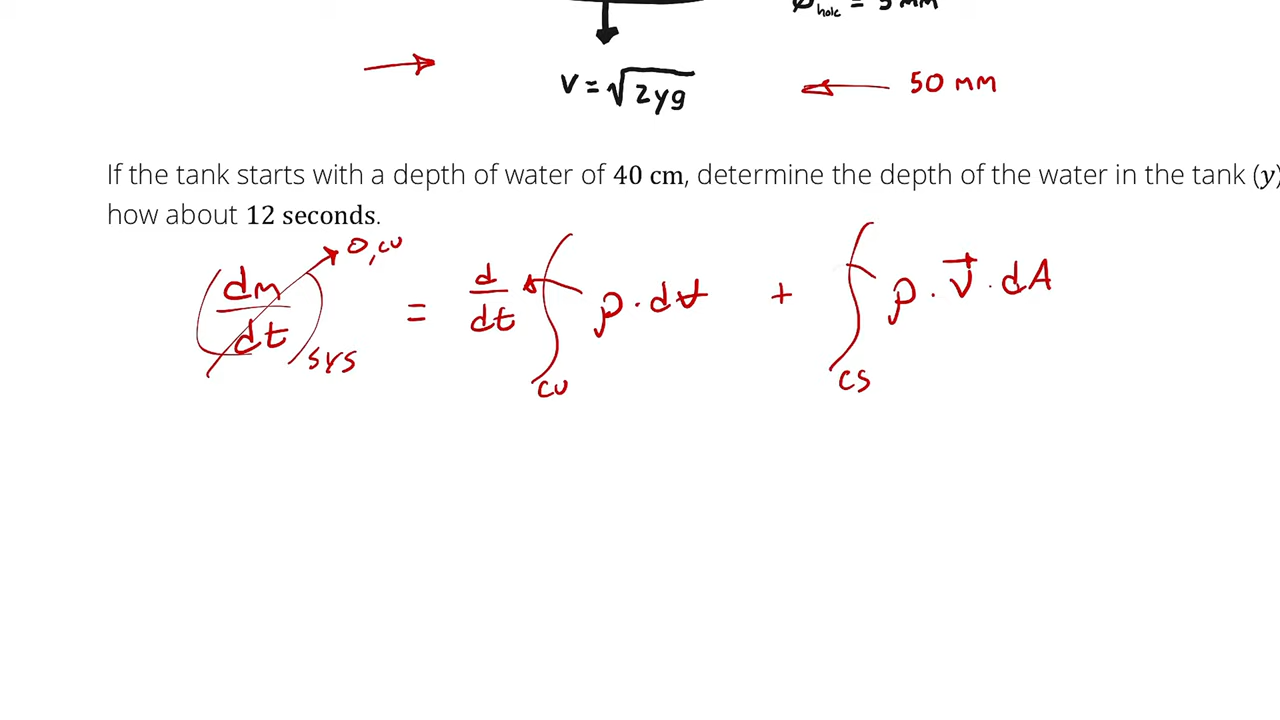 hole = 5 mm
V = √2yg
50 mm
If the tank starts with a depth of water of 40 cm, determine the depth of the water in the tank (y)
how about 12 seconds.
(dm/dt)sys → 0, CV = d/dt ∫CV ρ · dV + ∫CS ρ · V⃗ · dA